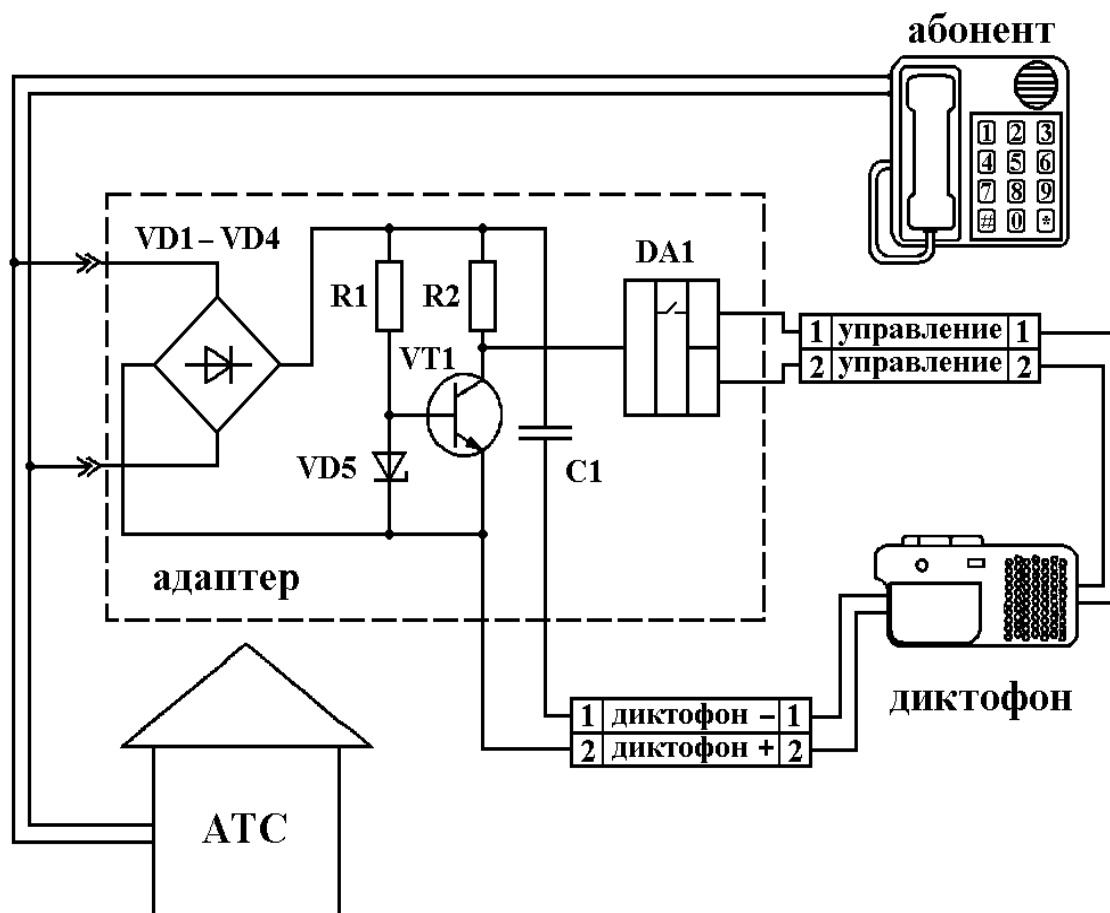 абонент
1 2 3
4 5 6
7 8 9
# 0 *
VD1 – VD4
R1
R2
DA1
VT1
1 управление 1
2 управление 2
VD5
C1
адаптер
диктофон
1 диктофон – 1
2 диктофон + 2
АТС